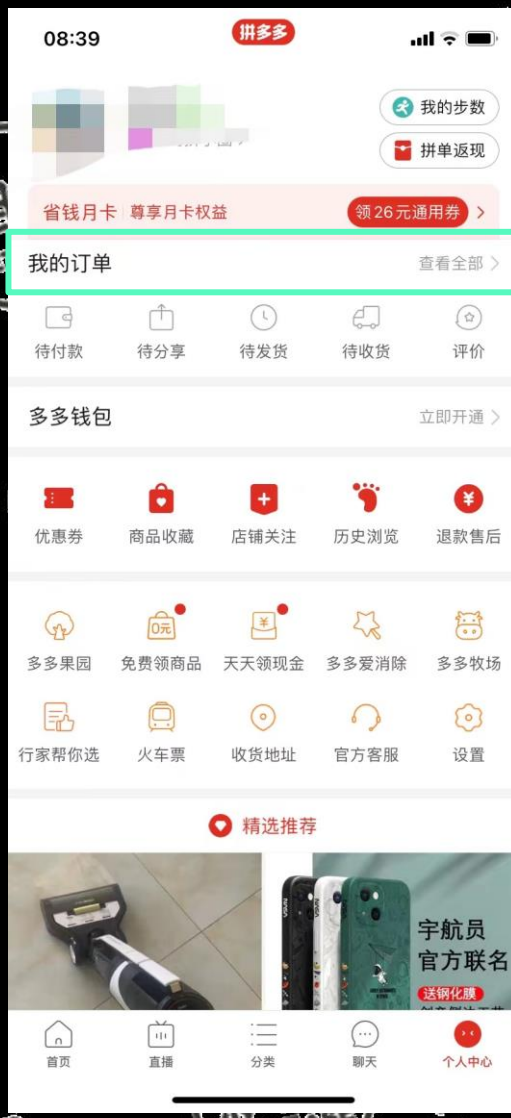 08:39
拼多多
我的步数
拼单返现
省钱月卡 尊享月卡权益 领26元通用券
我的订单 查看全部
待付款 待分享 待发货 待收货 评价
多多钱包 立即开通
优惠券 商品收藏 店铺关注 历史浏览 退款售后
0元
多多果园 免费领商品 天天领现金 多多爱消除 多多牧场
行家帮你选 火车票 收货地址 官方客服 设置
精选推荐
宇航员
官方联名
送钢化膜
首页 直播 分类 聊天 个人中心